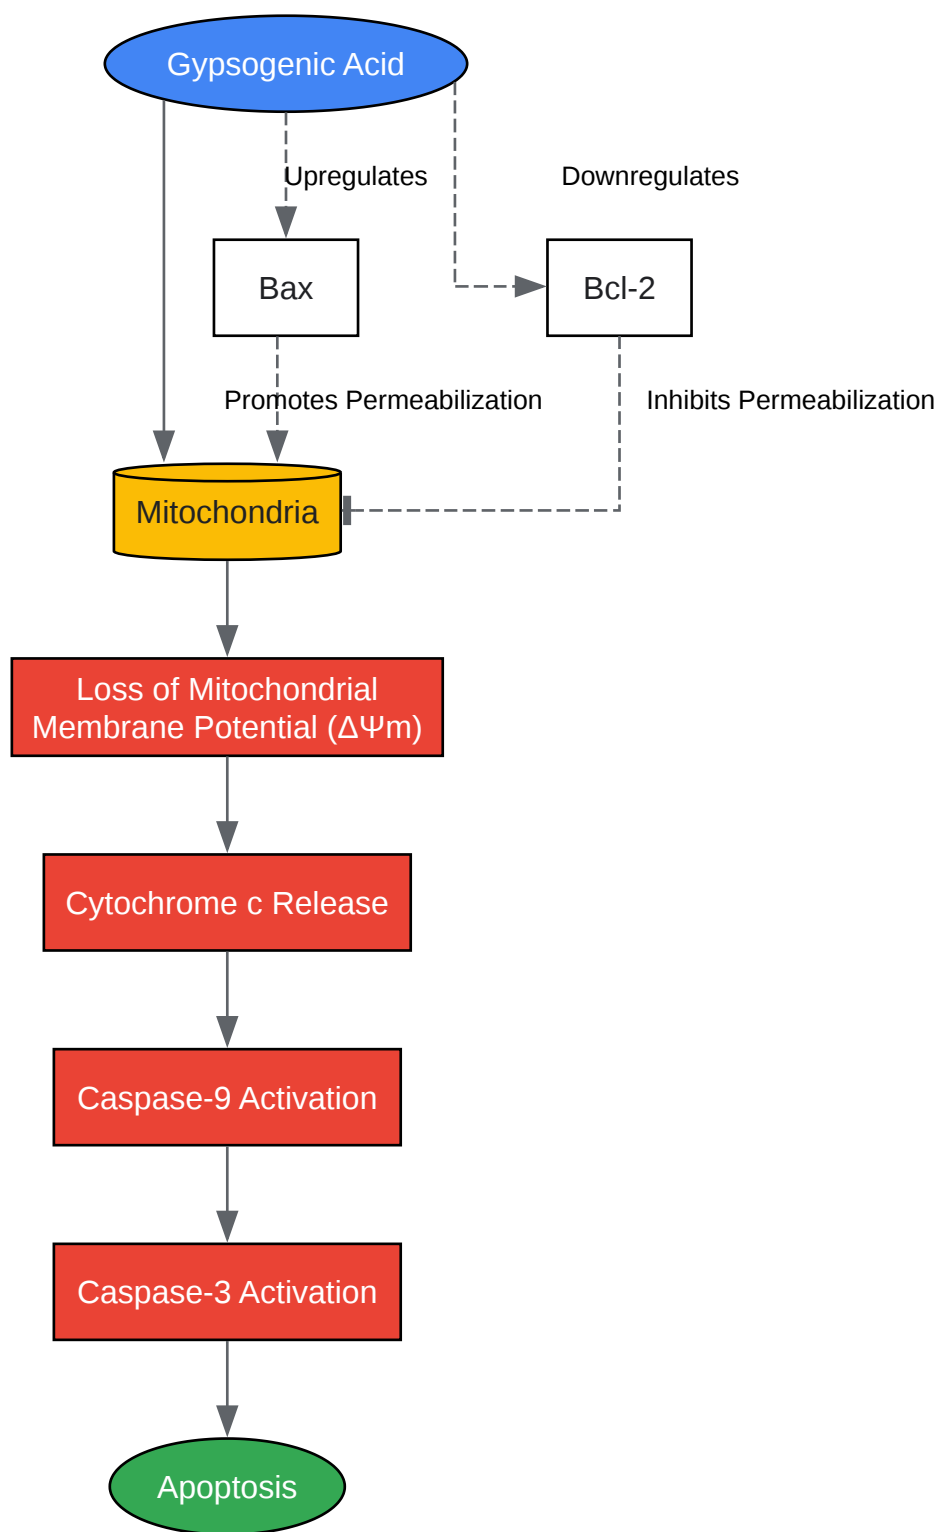 Gypsogenic Acid
Upregulates
Downregulates
Bax
Bcl-2
Promotes Permeabilization
Inhibits Permeabilization
Mitochondria
Loss of Mitochondrial
Membrane Potential (ΔΨm)
Cytochrome c Release
Caspase-9 Activation
Caspase-3 Activation
Apoptosis